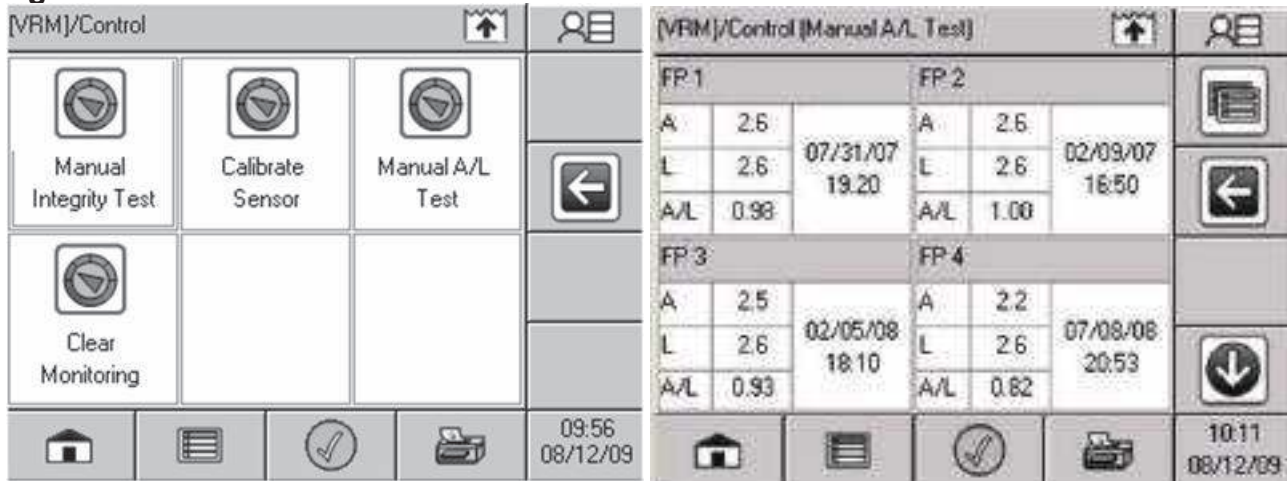 [VRM]/Control
Manual
Integrity Test
Calibrate
Sensor
Manual A/L
Test
Clear
Monitoring
09:56
08/12/09
[VRM]/Control (Manual A/L Test)
FP 1
A 2.6
L 2.6
A/L 0.98
07/31/07
19:20
FP 2
A 2.6
L 2.6
A/L 1.00
02/09/07
16:50
FP 3
A 2.5
L 2.6
A/L 0.93
02/05/08
18:10
FP 4
A 2.2
L 2.6
A/L 0.82
07/08/08
20:53
10:11
08/12/09